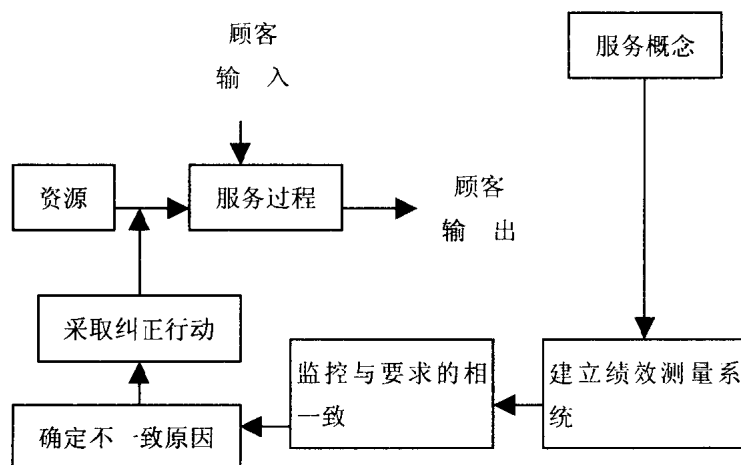 顾客
输 入
服务概念
资源
服务过程
顾客
输 出
采取纠正行动
监控与要求的相
一致
建立绩效测量系
统
确定不一致原因